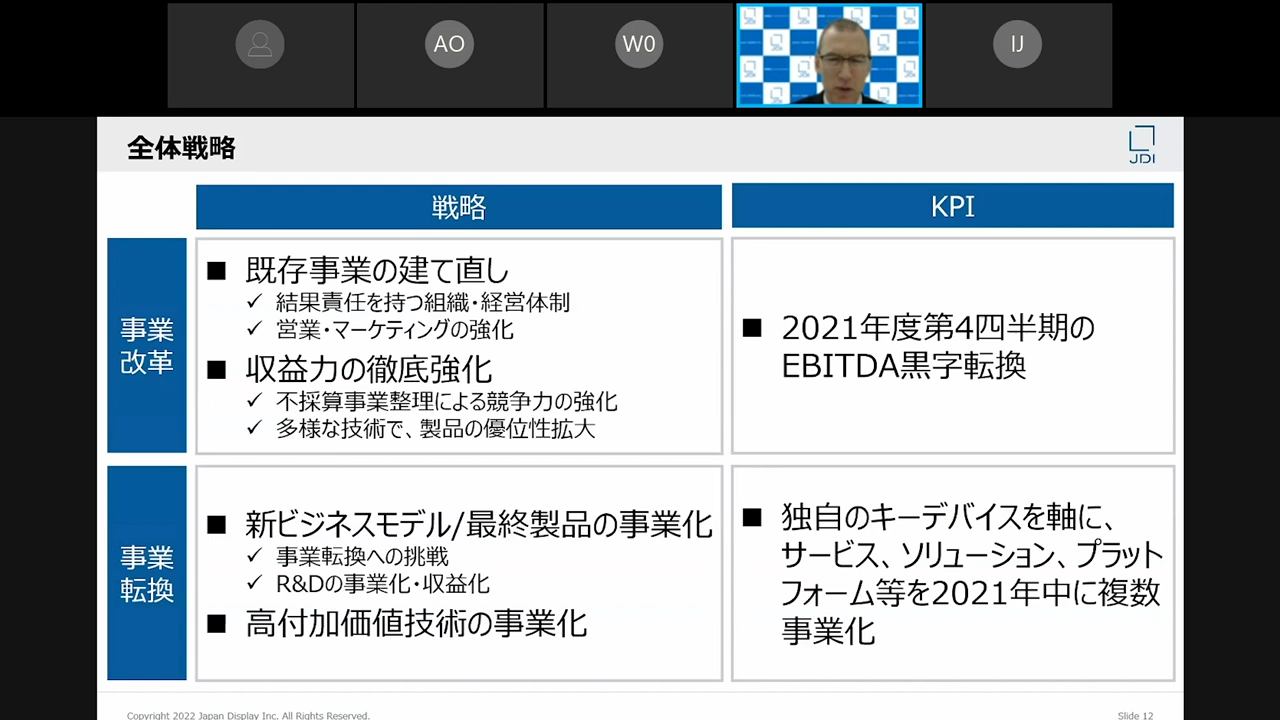 AO
W0
IJ
全体戦略
JDI
戦略
KPI
事業
改革
■ 既存事業の建て直し
✓ 結果責任を持つ組織・経営体制
✓ 営業・マーケティングの強化
■ 収益力の徹底強化
✓ 不採算事業整理による競争力の強化
✓ 多様な技術で、製品の優位性拡大
■ 2021年度第4四半期の
EBITDA黒字転換
事業
転換
■ 新ビジネスモデル/最終製品の事業化
✓ 事業転換への挑戦
✓ R&Dの事業化・収益化
■ 高付加価値技術の事業化
■ 独自のキーデバイスを軸に、
サービス、ソリューション、プラット
フォーム等を2021年中に複数
事業化
Copyright 2022 Japan Display Inc. All Rights Reserved.
Slide 12